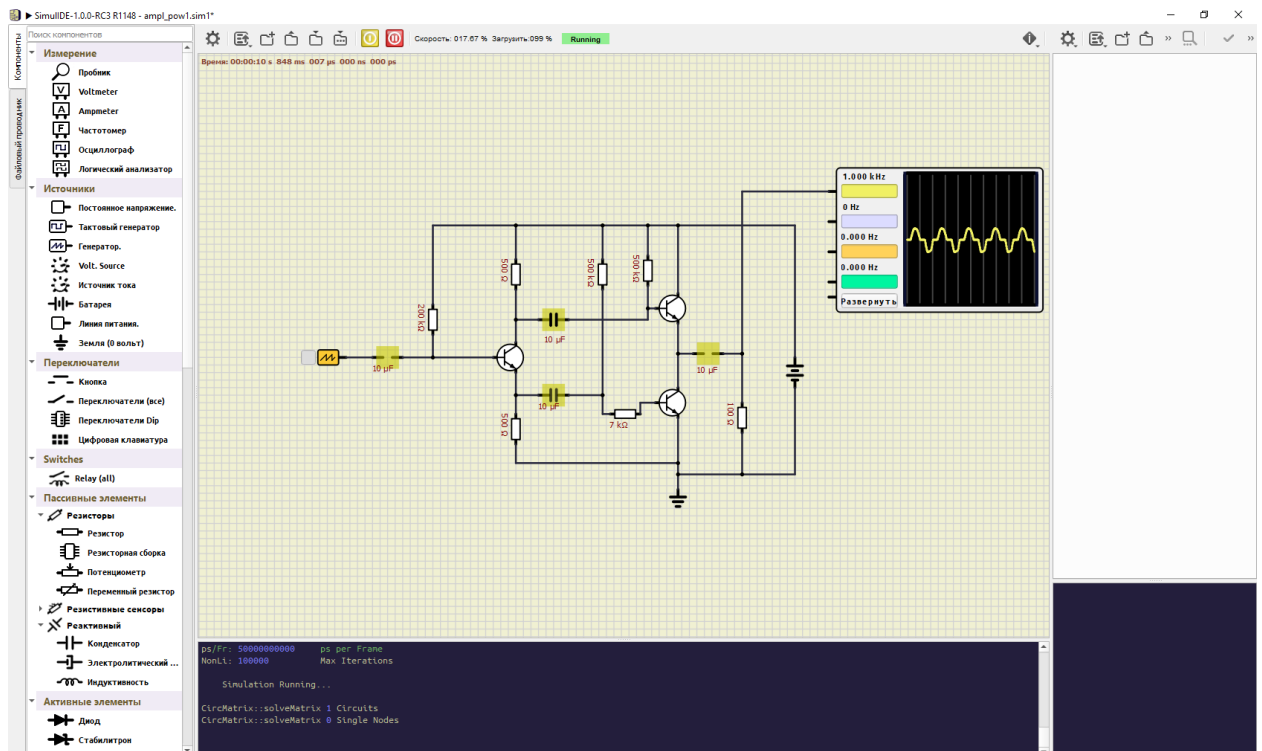 SimulIDE-1.0.0-RC3 R1148 - ampl_pow1.sim1*
Компоненты
Файловый проводник
Поиск компонентов
Измерение
Пробник
Voltmeter
Ampmeter
Частотомер
Осциллограф
Логический анализатор
Источники
Постоянное напряжение.
Тактовый генератор
Генератор.
Volt. Source
Источник тока
Батарея
Линия питания.
Земля (0 вольт)
Переключатели
Кнопка
Переключатели (все)
Переключатели Dip
Цифровая клавиатура
Switches
Relay (all)
Пассивные элементы
Резисторы
Резистор
Резисторная сборка
Потенциометр
Переменный резистор
Резистивные сенсоры
Реактивный
Конденсатор
Электролитический ...
Индуктивность
Активные элементы
Диод
Стабилитрон
Скорость: 017.67 % Загрузить:099 %
Running
Время: 00:00:10 s 848 ms 007 µs 000 ns 000 ps
500 Ω
500 kΩ
500 kΩ
200 kΩ
10 µF
10 µF
10 µF
10 µF
500 Ω
7 kΩ
100 Ω
1.000 kHz
0 Hz
0.000 Hz
0.000 Hz
Развернуть
ps/Fr: 50000000000 ps per Frame
NonLi: 100000 Max Iterations
Simulation Running...
CircMatrix::solveMatrix 1 Circuits
CircMatrix::solveMatrix 0 Single Nodes